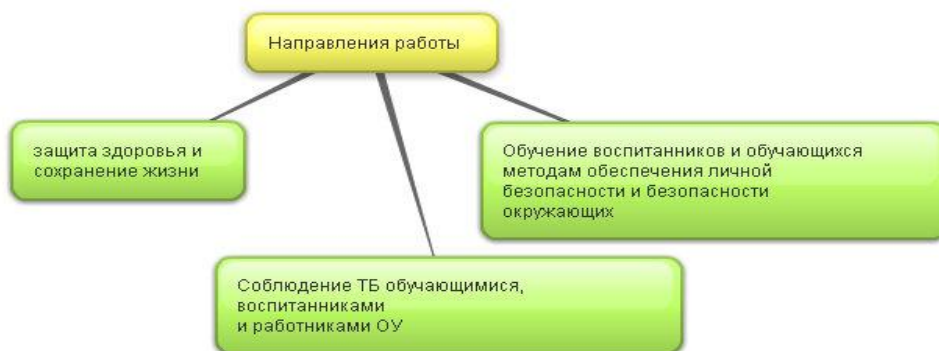 Направления работы
защита здоровья и
сохранение жизни
Обучение воспитанников и обучающихся
методам обеспечения личной
безопасности и безопасности
окружающих
Соблюдение ТБ обучающимися,
воспитанниками
и работниками ОУ